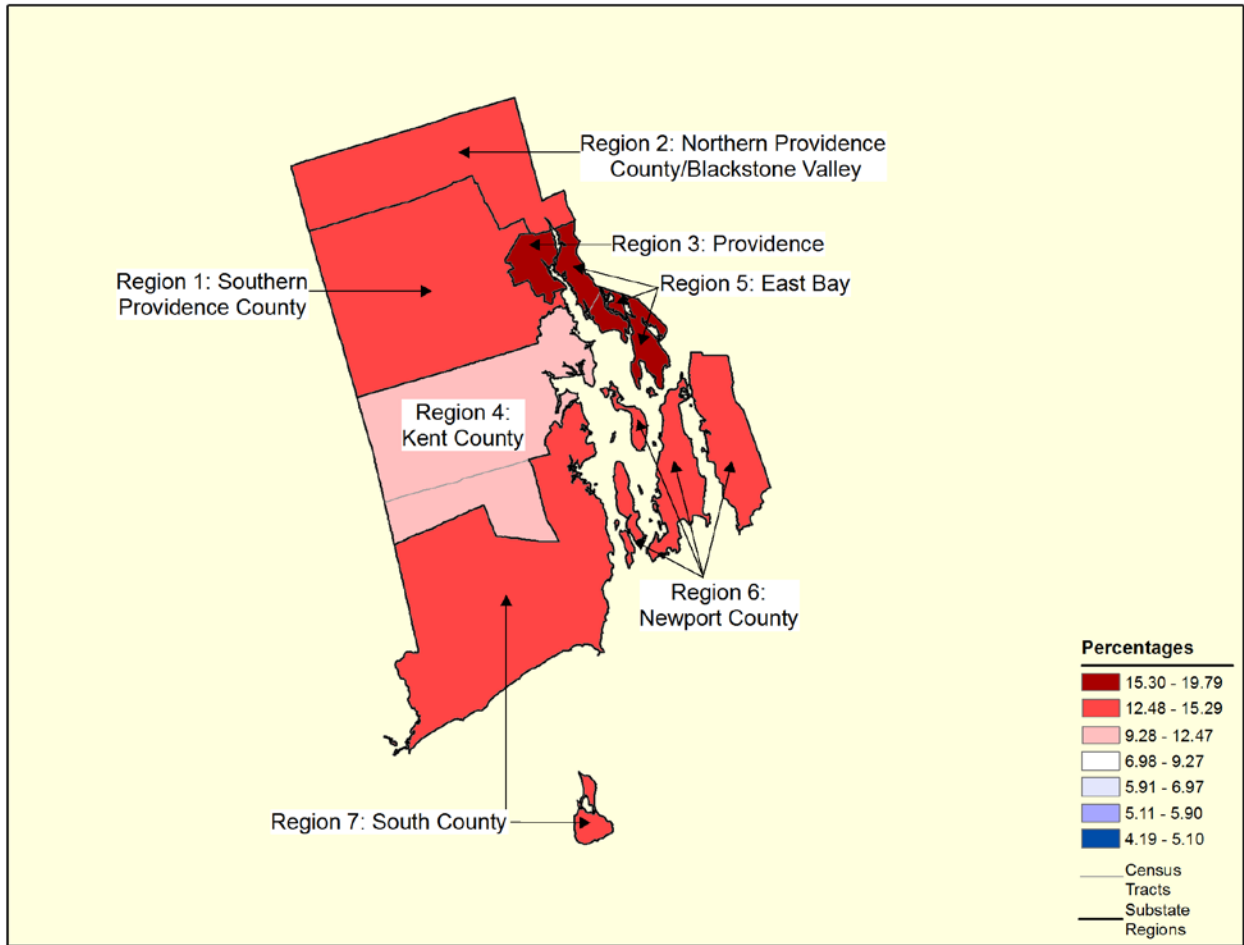 Region 2: Northern Providence
County/Blackstone Valley
Region 3: Providence
Region 1: Southern
Providence County
Region 5: East Bay
Region 4:
Kent County
Region 6:
Newport County
Region 7: South County
Percentages
15.30 - 19.79
12.48 - 15.29
9.28 - 12.47
6.98 - 9.27
5.91 - 6.97
5.11 - 5.90
4.19 - 5.10
Census
Tracts
Substate
Regions